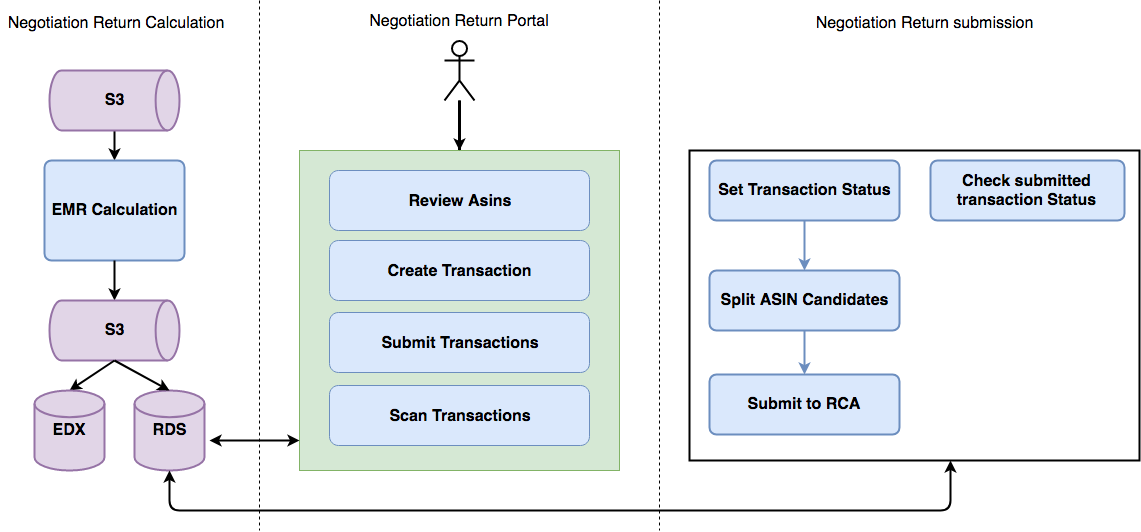 Negotiation Return Calculation
Negotiation Return Portal
Negotiation Return submission
S3
EMR Calculation
S3
EDX
RDS
Review Asins
Create Transaction
Submit Transactions
Scan Transactions
Set Transaction Status
Split ASIN Candidates
Submit to RCA
Check submitted
transaction Status